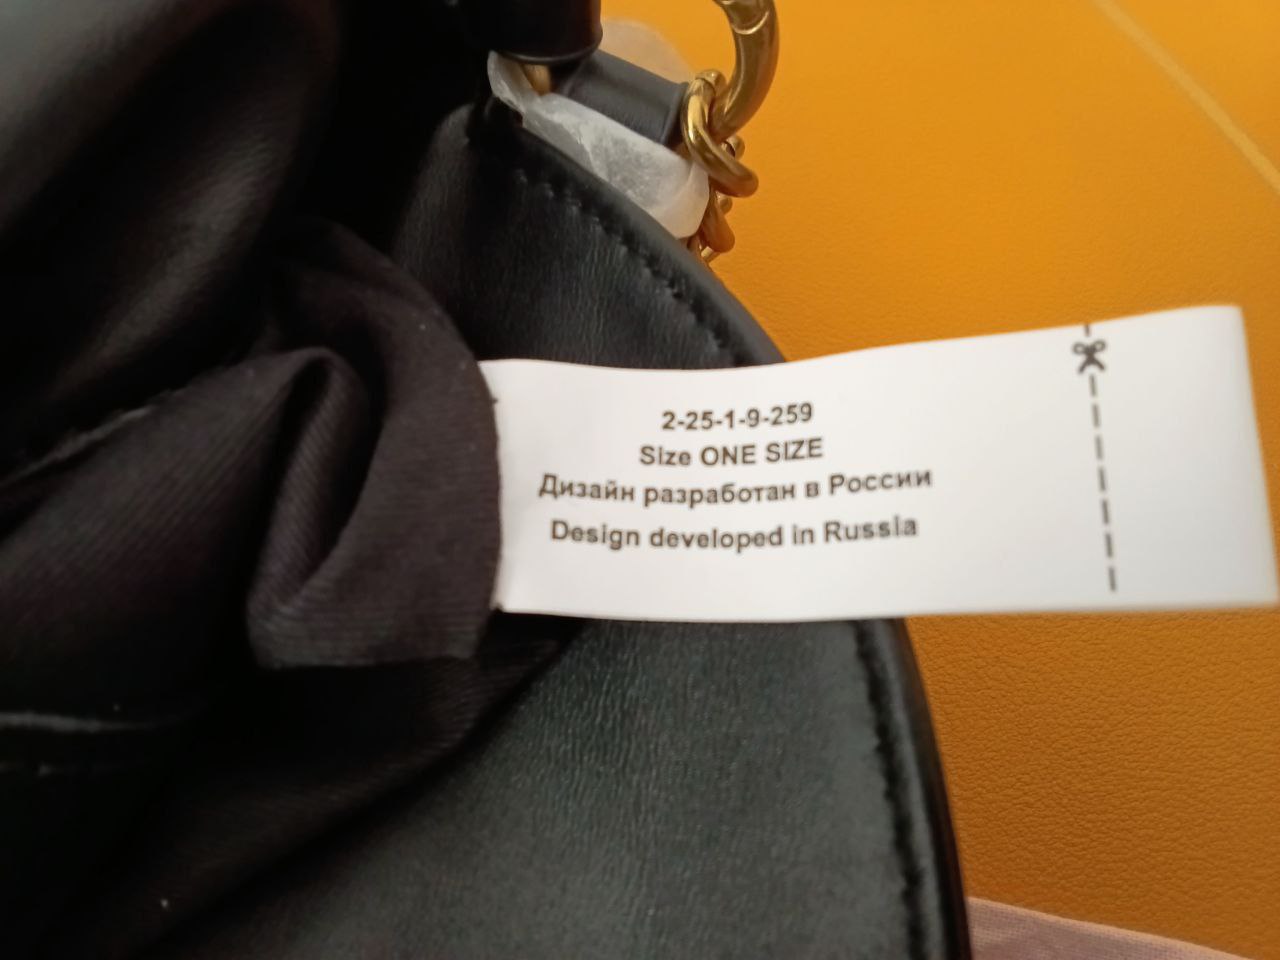 2-25-1-9-259
Size ONE SIZE
Дизайн разработан в России
Design developed in Russia